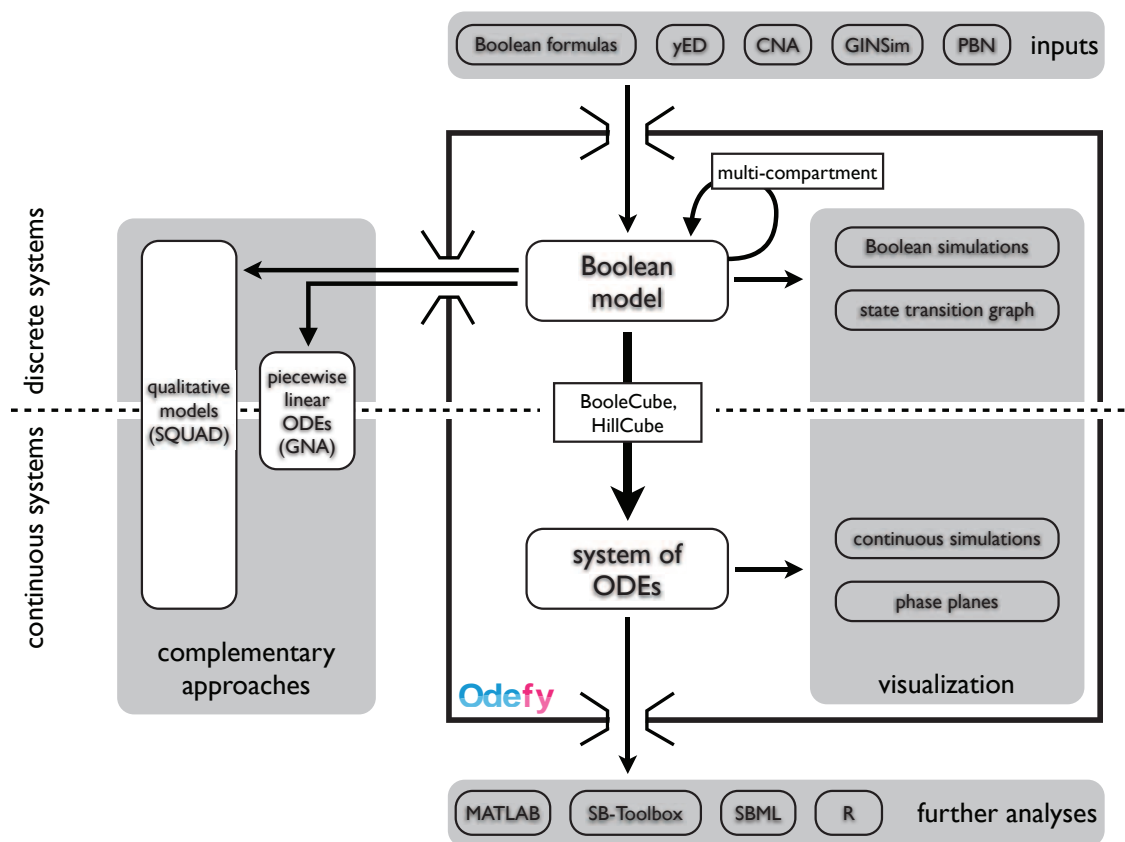 Boolean formulas
yED
CNA
GINSim
PBN
inputs
multi-compartment
Boolean
model
Boolean simulations
state transition graph
discrete systems
continuous systems
qualitative
models
(SQUAD)
piecewise
linear
ODEs
(GNA)
BooleCube,
HillCube
system of
ODEs
continuous simulations
phase planes
complementary
approaches
Odefy
visualization
MATLAB
SB-Toolbox
SBML
R
further analyses